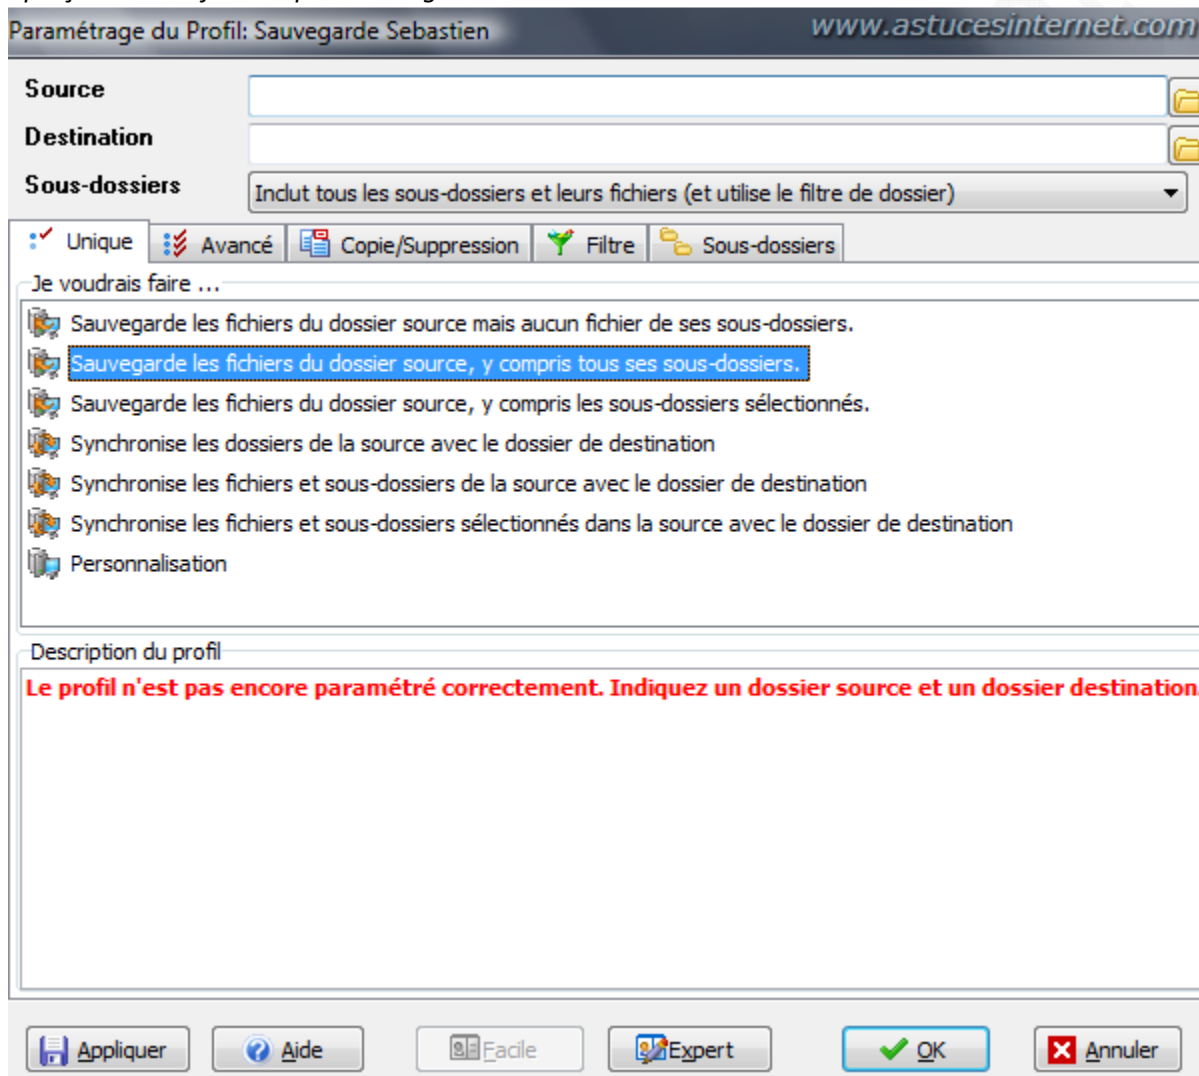 Paramétrage du Profil: Sauvegarde Sebastien www.astucesinternet.com
Source
Destination
Sous-dossiers Inclut tous les sous-dossiers et leurs fichiers (et utilise le filtre de dossier)
Unique Avancé Copie/Suppression Filtre Sous-dossiers
Je voudrais faire ...
Sauvegarde les fichiers du dossier source mais aucun fichier de ses sous-dossiers.
Sauvegarde les fichiers du dossier source, y compris tous ses sous-dossiers.
Sauvegarde les fichiers du dossier source, y compris les sous-dossiers sélectionnés.
Synchronise les dossiers de la source avec le dossier de destination
Synchronise les fichiers et sous-dossiers de la source avec le dossier de destination
Synchronise les fichiers et sous-dossiers sélectionnés dans la source avec le dossier de destination
Personnalisation
Description du profil
Le profil n'est pas encore paramétré correctement. Indiquez un dossier source et un dossier destination.
Appliquer Aide Facile Expert OK Annuler